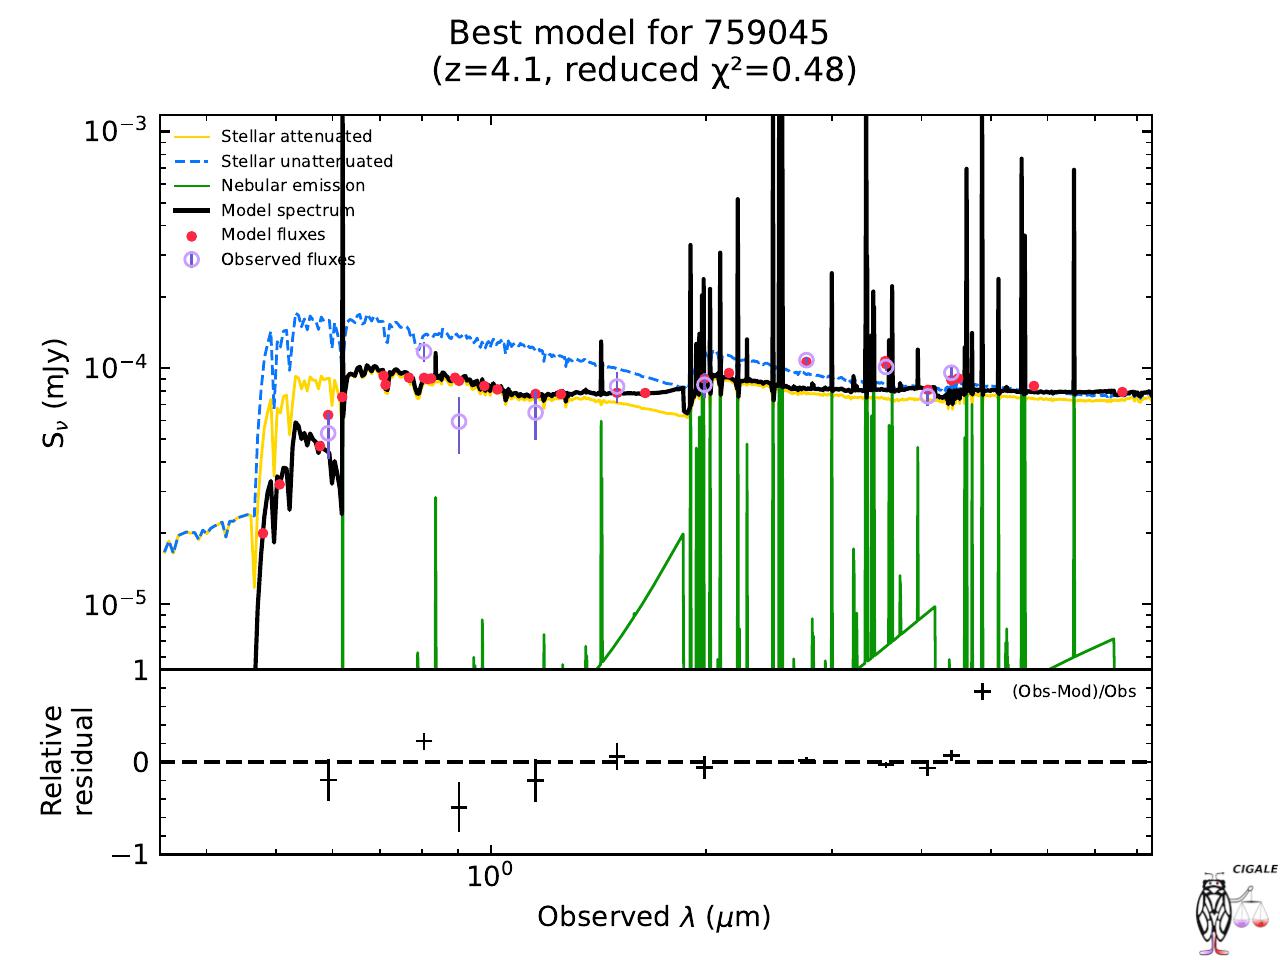 Best model for 759045
(z=4.1, reduced χ²=0.48)
10⁻³
Stellar attenuated
Stellar unattenuated
Nebular emission
Model spectrum
Model fluxes
Observed fluxes
Sν (mJy)
10⁻⁴
10⁻⁵
1
(Obs-Mod)/Obs
Relative
residual
0
−1
10⁰
Observed λ (μm)
CIGALE